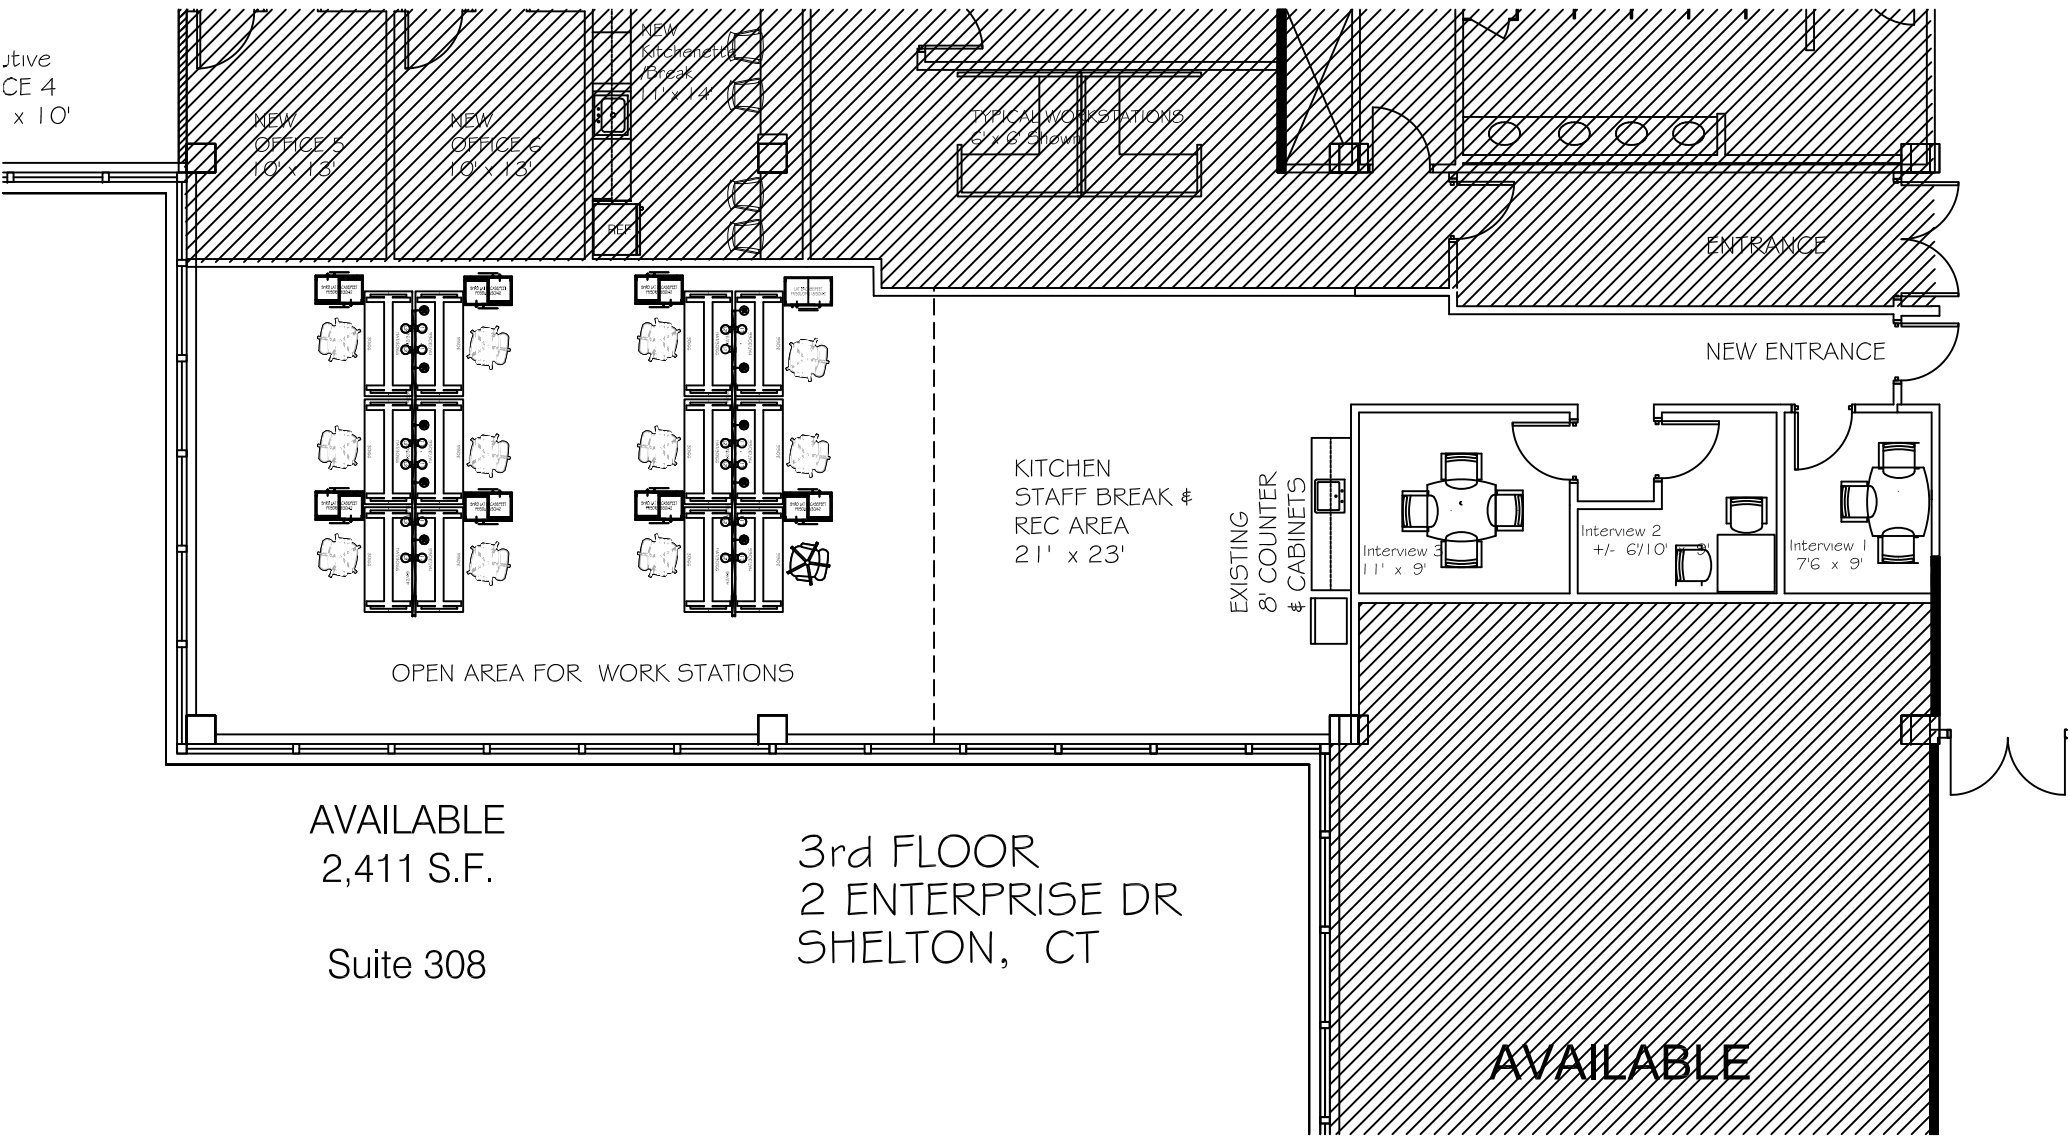 utive
CE 4
x 10'
NEW
OFFICE 5
10' x 13'
NEW
OFFICE 6
10' x 13'
NEW
Kitchenette
/Break
11' x 14'
REF
TYPICAL WORKSTATIONS
6' x 6' Shown
ENTRANCE
NEW ENTRANCE
KITCHEN
STAFF BREAK &
REC AREA
21' x 23'
EXISTING
8' COUNTER
& CABINETS
Interview 3
11' x 9'
Interview 2
+/- 6'/10' x 9'
Interview 1
7'6 x 9'
OPEN AREA FOR WORK STATIONS
AVAILABLE
2,411 S.F.
Suite 308
3rd FLOOR
2 ENTERPRISE DR
SHELTON, CT
AVAILABLE